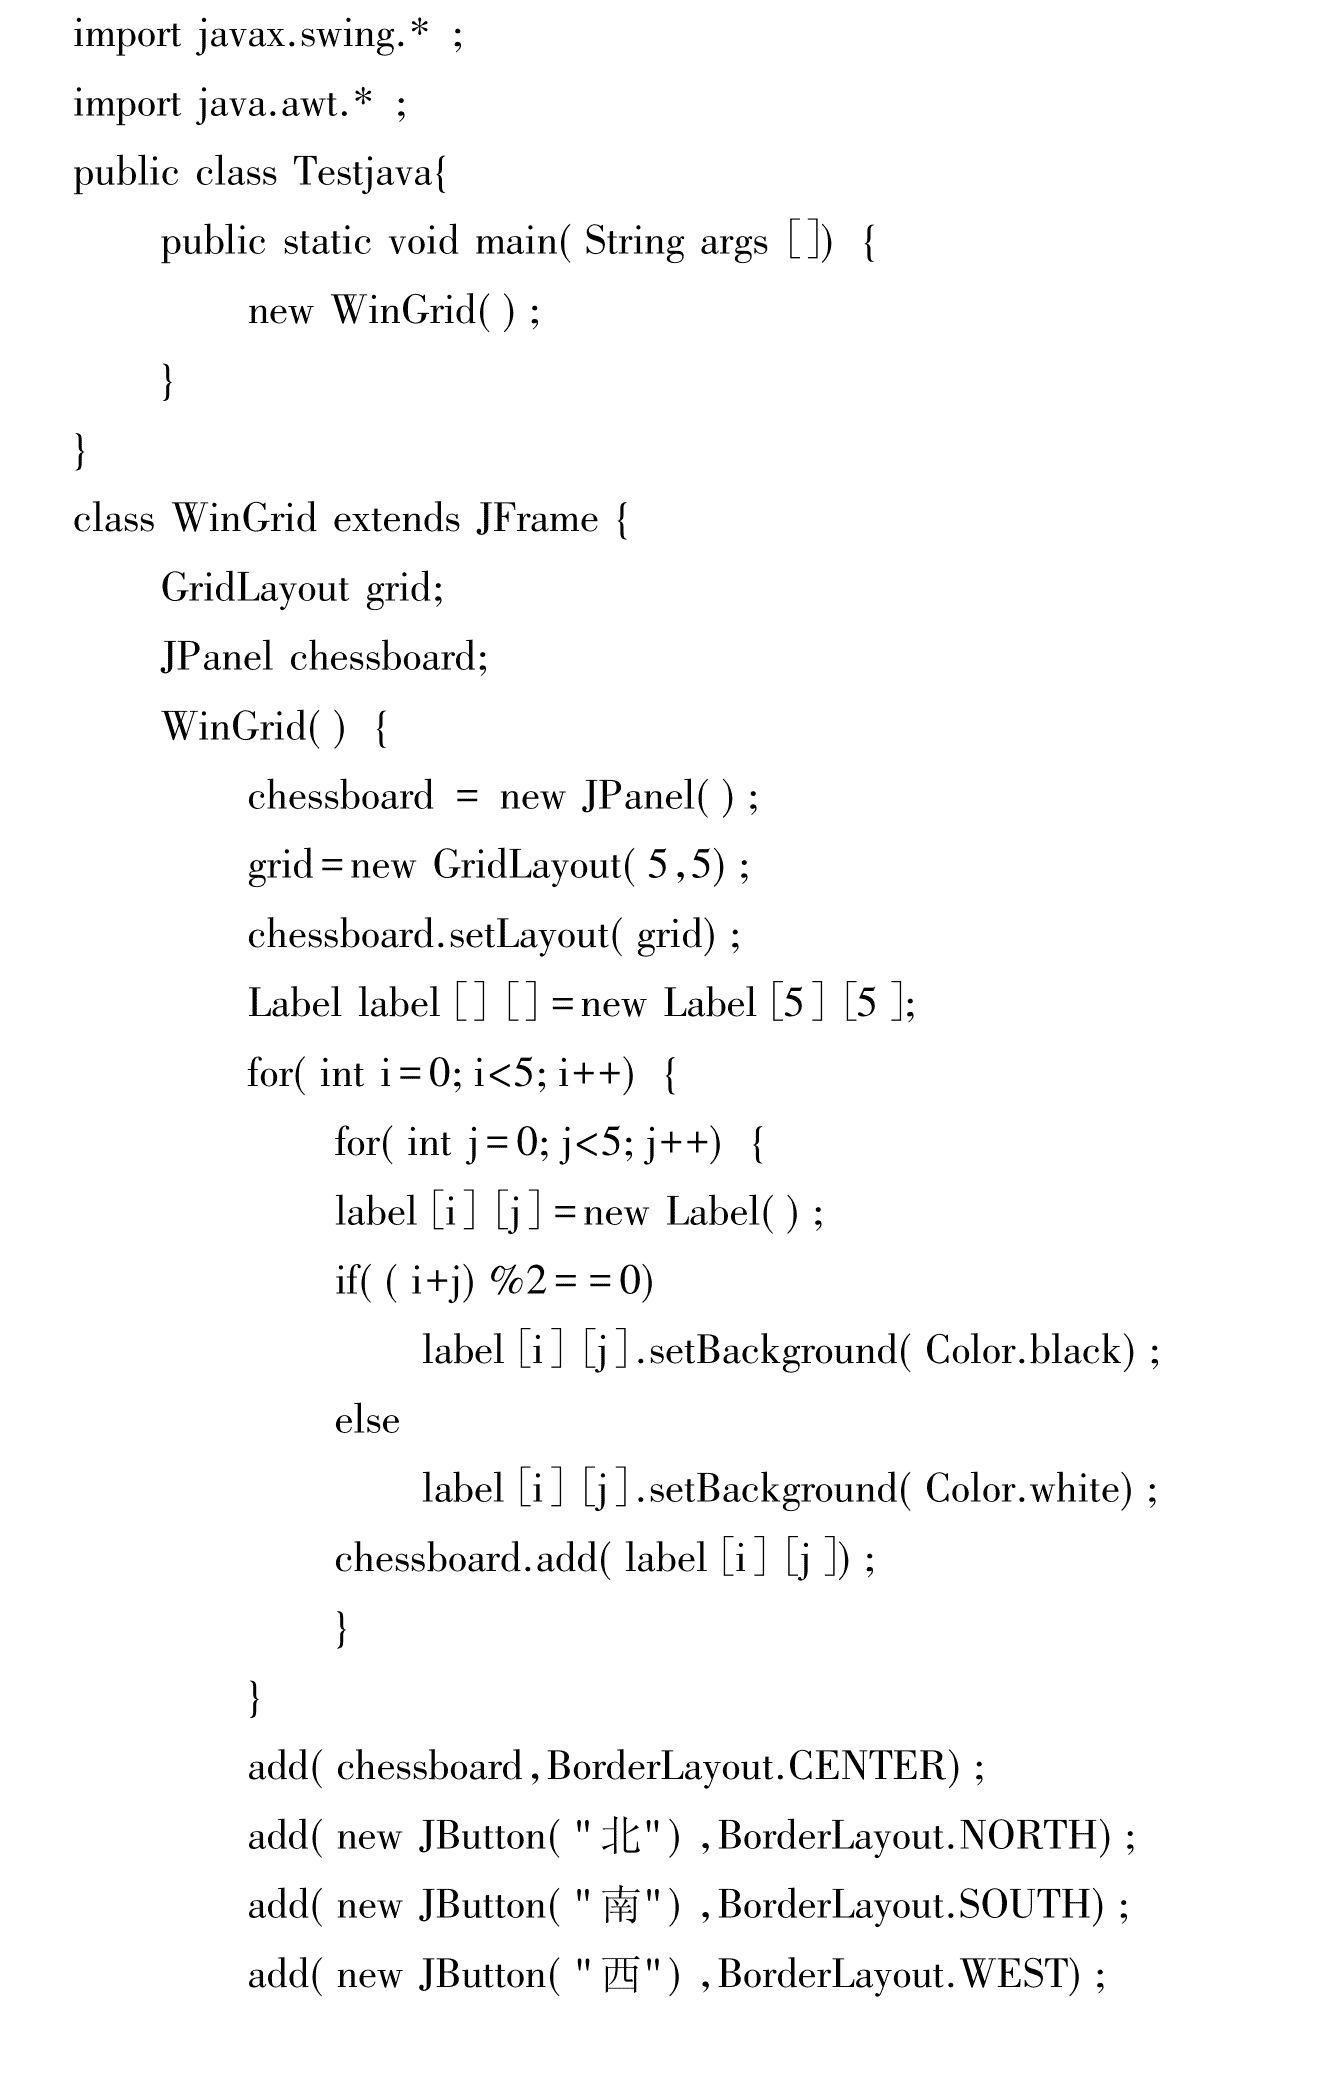 import javax.swing.* ;
import java.awt.* ;
public class Testjava{
public static void main( String args []) {
new WinGrid( ) ;
}
}
class WinGrid extends JFrame {
GridLayout grid;
JPanel chessboard;
WinGrid( ) {
chessboard = new JPanel( ) ;
grid=new GridLayout( 5,5) ;
chessboard.setLayout( grid) ;
Label label [] []=new Label [5] [5 ];
for( int i=0; i<5; i++) {
for( int j=0; j<5; j++) {
label [i] [j]=new Label( ) ;
if( ( i+j) %2==0)
label [i] [j].setBackground( Color.black) ;
else
label [i] [j].setBackground( Color.white) ;
chessboard.add( label [i] [j ]) ;
}
}
add( chessboard,BorderLayout.CENTER) ;
add( new JButton( "北") ,BorderLayout.NORTH) ;
add( new JButton( "南") ,BorderLayout.SOUTH) ;
add( new JButton( "西") ,BorderLayout.WEST) ;